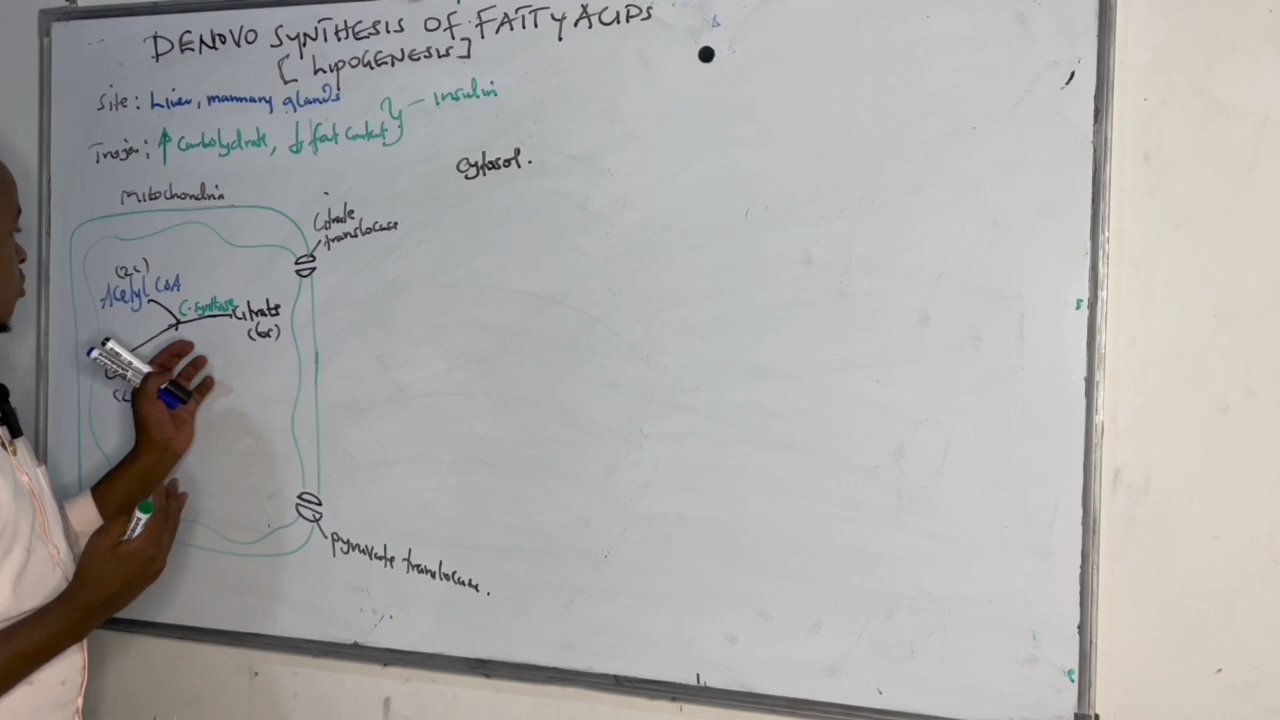 DENOVO SYNTHESIS OF FATTY ACIDS
[LIPOGENESIS]
Site: Liver, mammary glands
↑ Carbohydrate, ↓ fat content } - insulin
Cytosol.
Mitochondria
Citrate
translocase
(2c)
Acetyl CoA
C. synthase
Citrate
(6c)
pyruvate translocase.